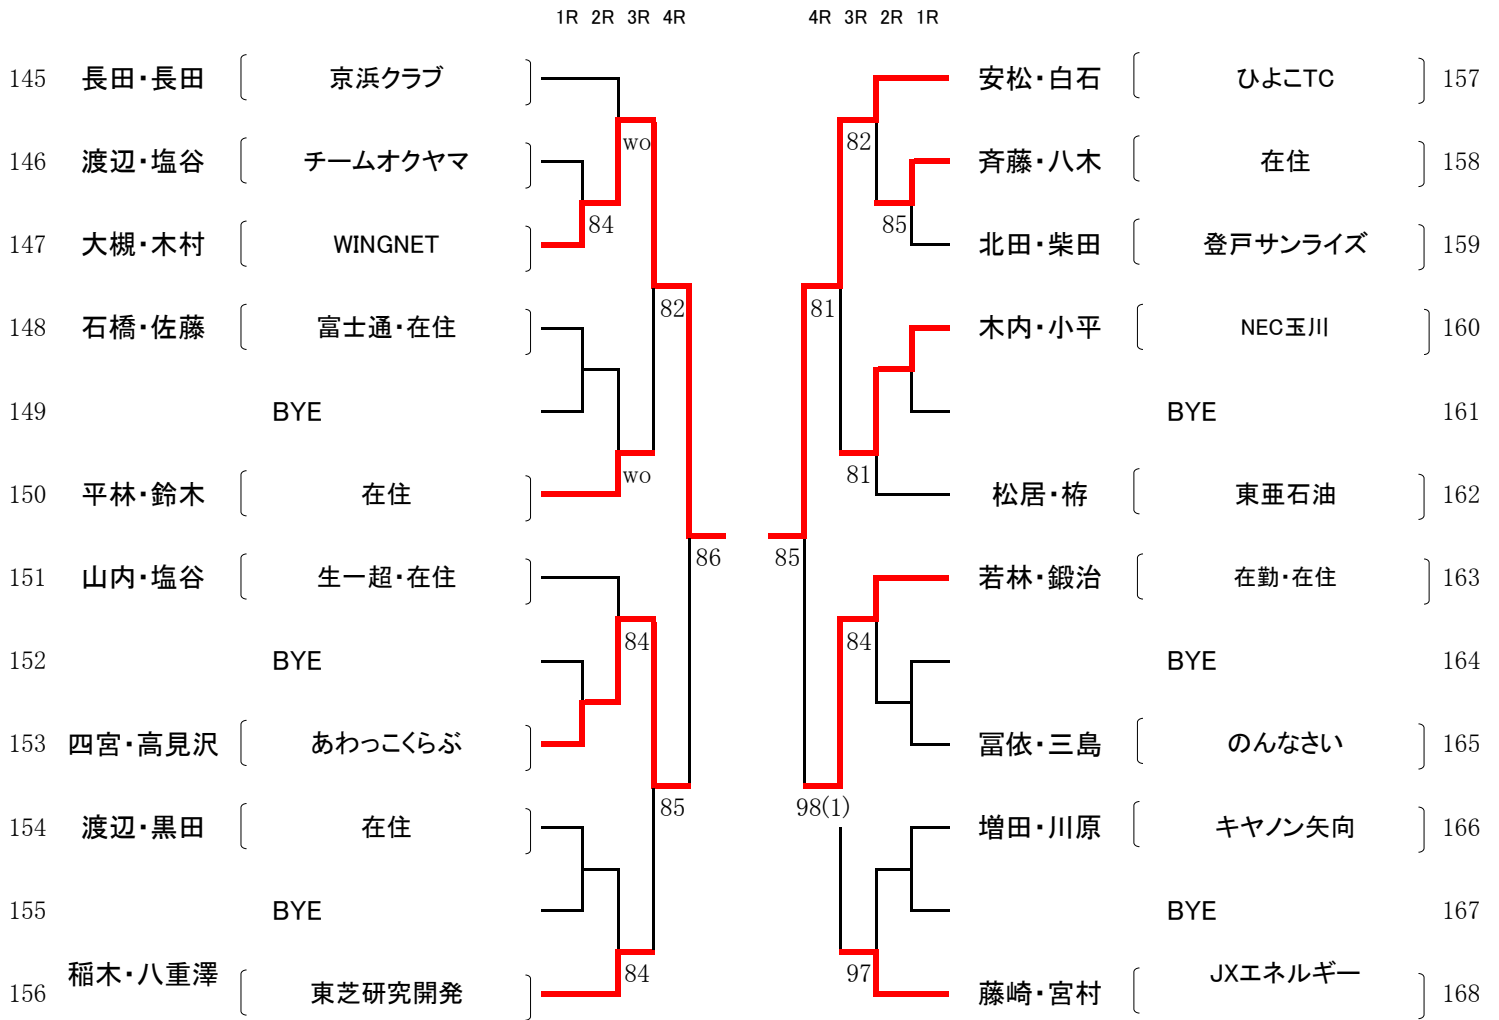 1R 2R 3R 4R 4R 3R 2R 1R
145 長田・長田 京浜クラブ 安松・白石 ひよこTC 157
wo 82
146 渡辺・塩谷 チームオクヤマ 斉藤・八木 在住 158
84 85
147 大槻・木村 WINGNET 北田・柴田 登戸サンライズ 159
82 81
148 石橋・佐藤 富士通・在住 木内・小平 NEC玉川 160
149 BYE BYE 161
wo 81
150 平林・鈴木 在住 松居・栫 東亜石油 162
86 85
151 山内・塩谷 生一超・在住 若林・鍛治 在勤・在住 163
84 84
152 BYE BYE 164
153 四宮・高見沢 あわっこくらぶ 冨依・三島 のんなさい 165
85 98(1)
154 渡辺・黒田 在住 増田・川原 キヤノン矢向 166
155 BYE BYE 167
84 97
156 稲木・八重澤 東芝研究開発 藤崎・宮村 JXエネルギー 168